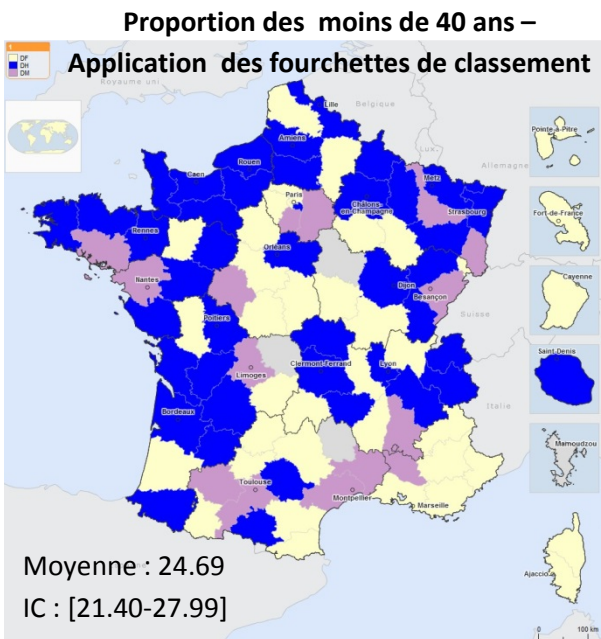 Proportion des moins de 40 ans –
Application des fourchettes de classement
1
DF
DH
DM
Royaume uni
Belgique
Lille
Amiens
Rouen
Caen
Lux.
Allemagne
Metz
Paris
Châlons-
en-Champagne
Strasbourg
Rennes
Orléans
Nantes
Dijon
Besançon
Suisse
Poitiers
Limoges
Clermont-Ferrand
Lyon
Bordeaux
Italie
Toulouse
Montpellier
Marseille
Ajaccio
Pointe-à-Pitre
Fort-de-France
Cayenne
Saint-Denis
Mamoudzou
Moyenne : 24.69
IC : [21.40-27.99]
0 100 km